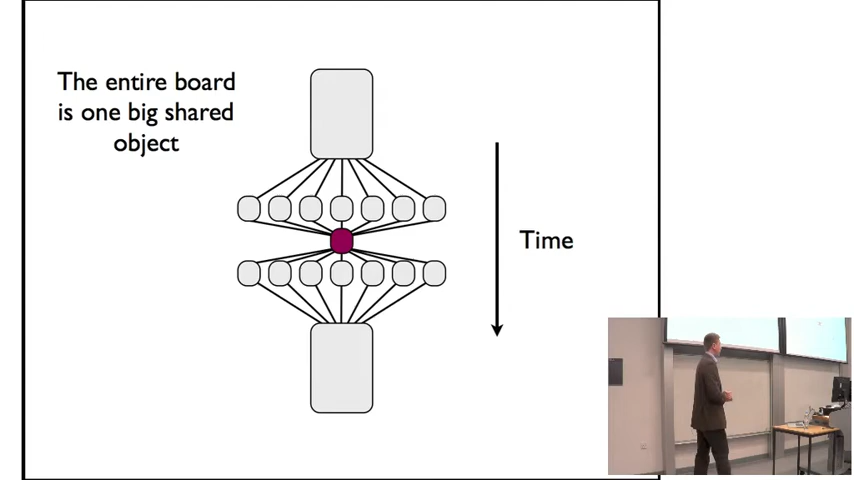 The entire board
is one big shared
object
Time